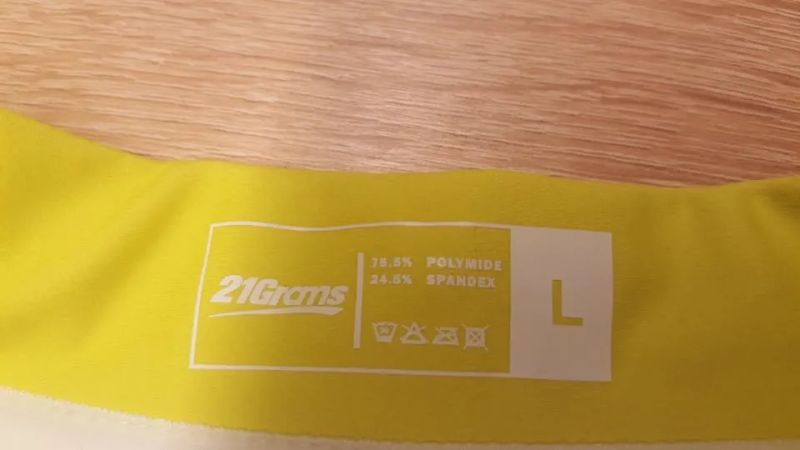 21Grams
75.5% POLYMIDE
24.5% SPANDEX
L